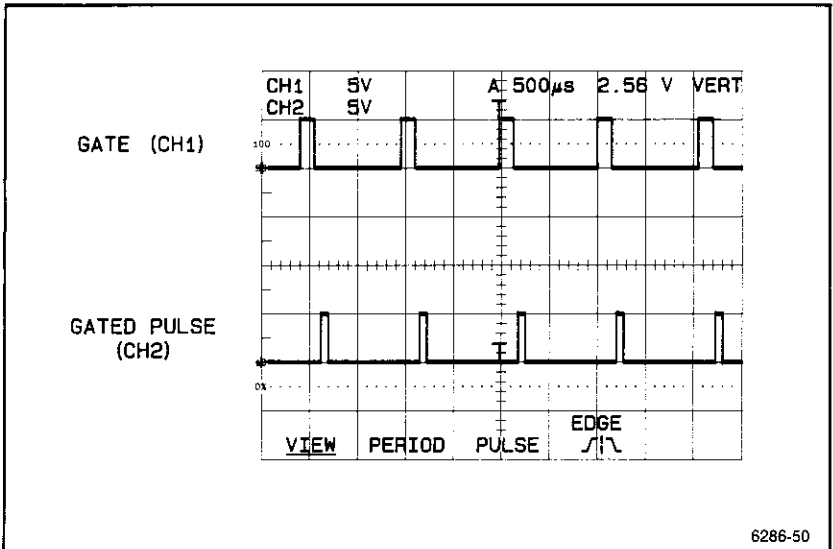 CH1 5V A 500µs 2.56 V VERT
CH2 5V
GATE (CH1)
100
GATED PULSE
(CH2)
0%
EDGE
VIEW PERIOD PULSE
6286-50